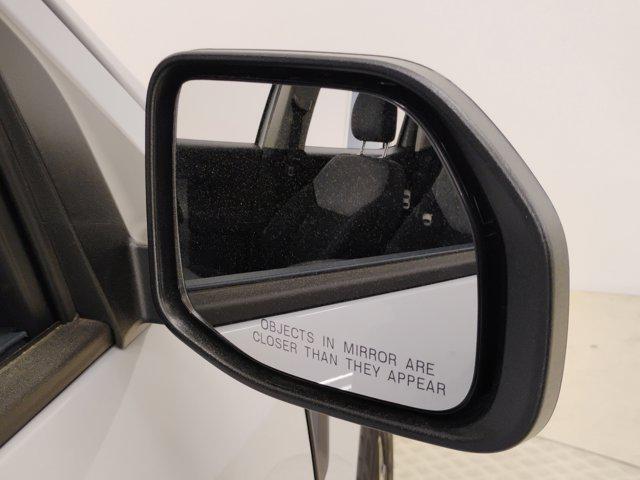 OBJECTS IN MIRROR ARE
CLOSER THAN THEY APPEAR